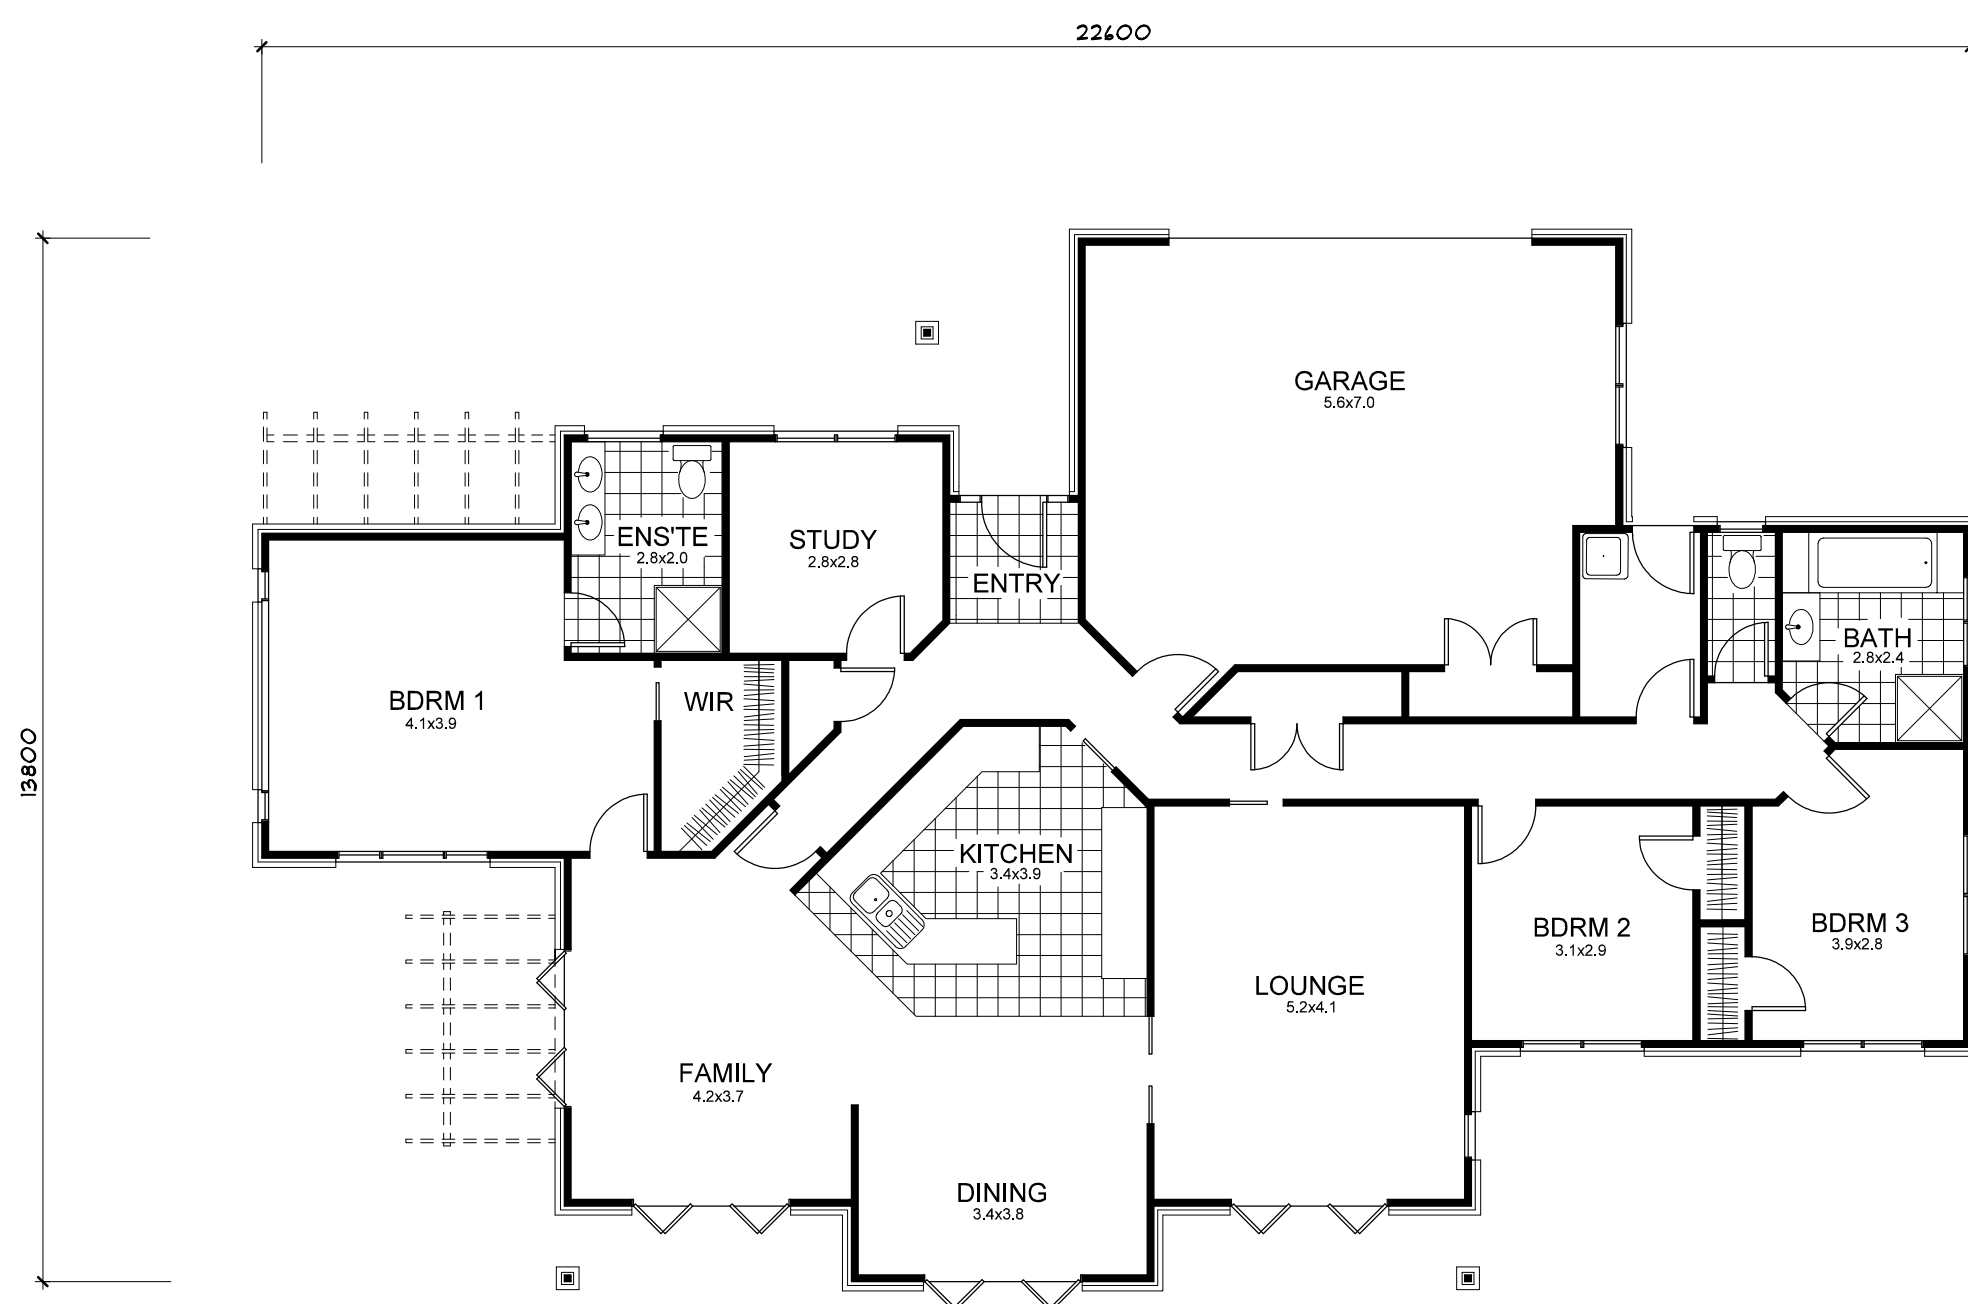 22600
13800
GARAGE
5.6x7.0
ENS'TE
2.8x2.0
STUDY
2.8x2.8
ENTRY
BATH
2.8x2.4
BDRM 1
4.1x3.9
WIR
KITCHEN
3.4x3.9
BDRM 2
3.1x2.9
BDRM 3
3.9x2.8
LOUNGE
5.2x4.1
FAMILY
4.2x3.7
DINING
3.4x3.8